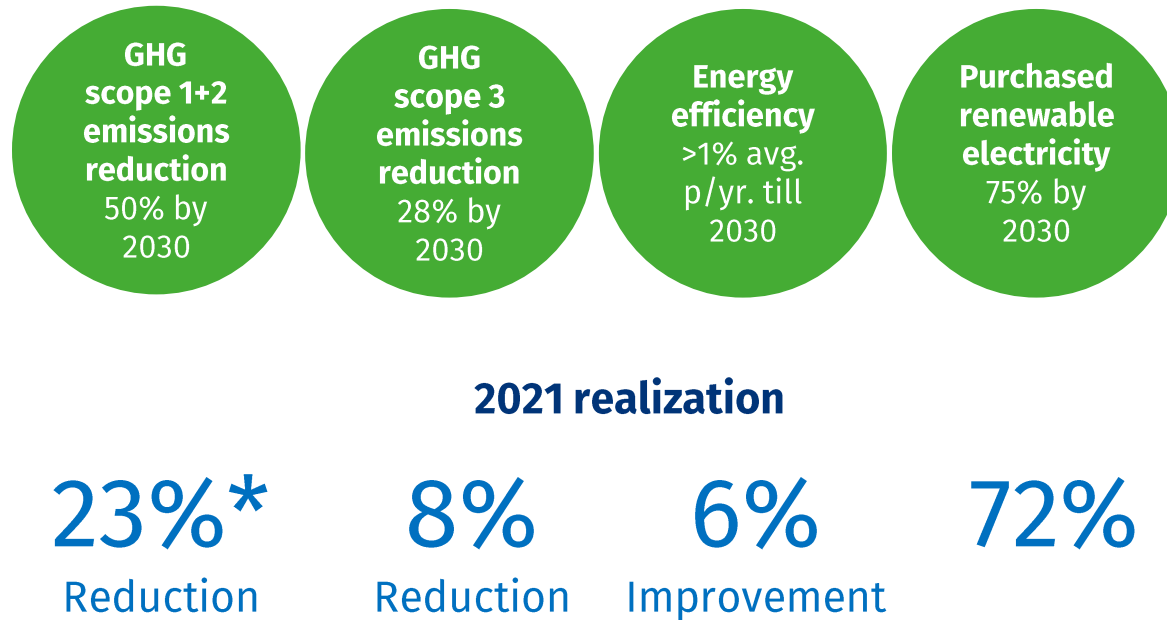 GHG
scope 1+2
emissions
reduction
50% by
2030
GHG
scope 3
emissions
reduction
28% by
2030
Energy
efficiency
>1% avg.
p/yr. till
2030
Purchased
renewable
electricity
75% by
2030
2021 realization
23%*
Reduction
8%
Reduction
6%
Improvement
72%